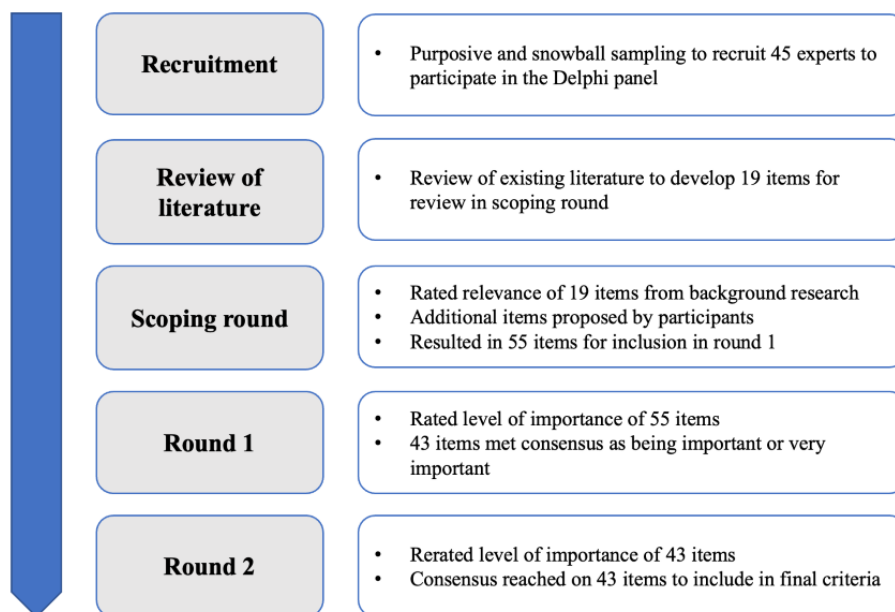 Recruitment
• Purposive and snowball sampling to recruit 45 experts to
participate in the Delphi panel
Review of
literature
• Review of existing literature to develop 19 items for
review in scoping round
Scoping round
• Rated relevance of 19 items from background research
• Additional items proposed by participants
• Resulted in 55 items for inclusion in round 1
Round 1
• Rated level of importance of 55 items
• 43 items met consensus as being important or very
important
Round 2
• Rerated level of importance of 43 items
• Consensus reached on 43 items to include in final criteria